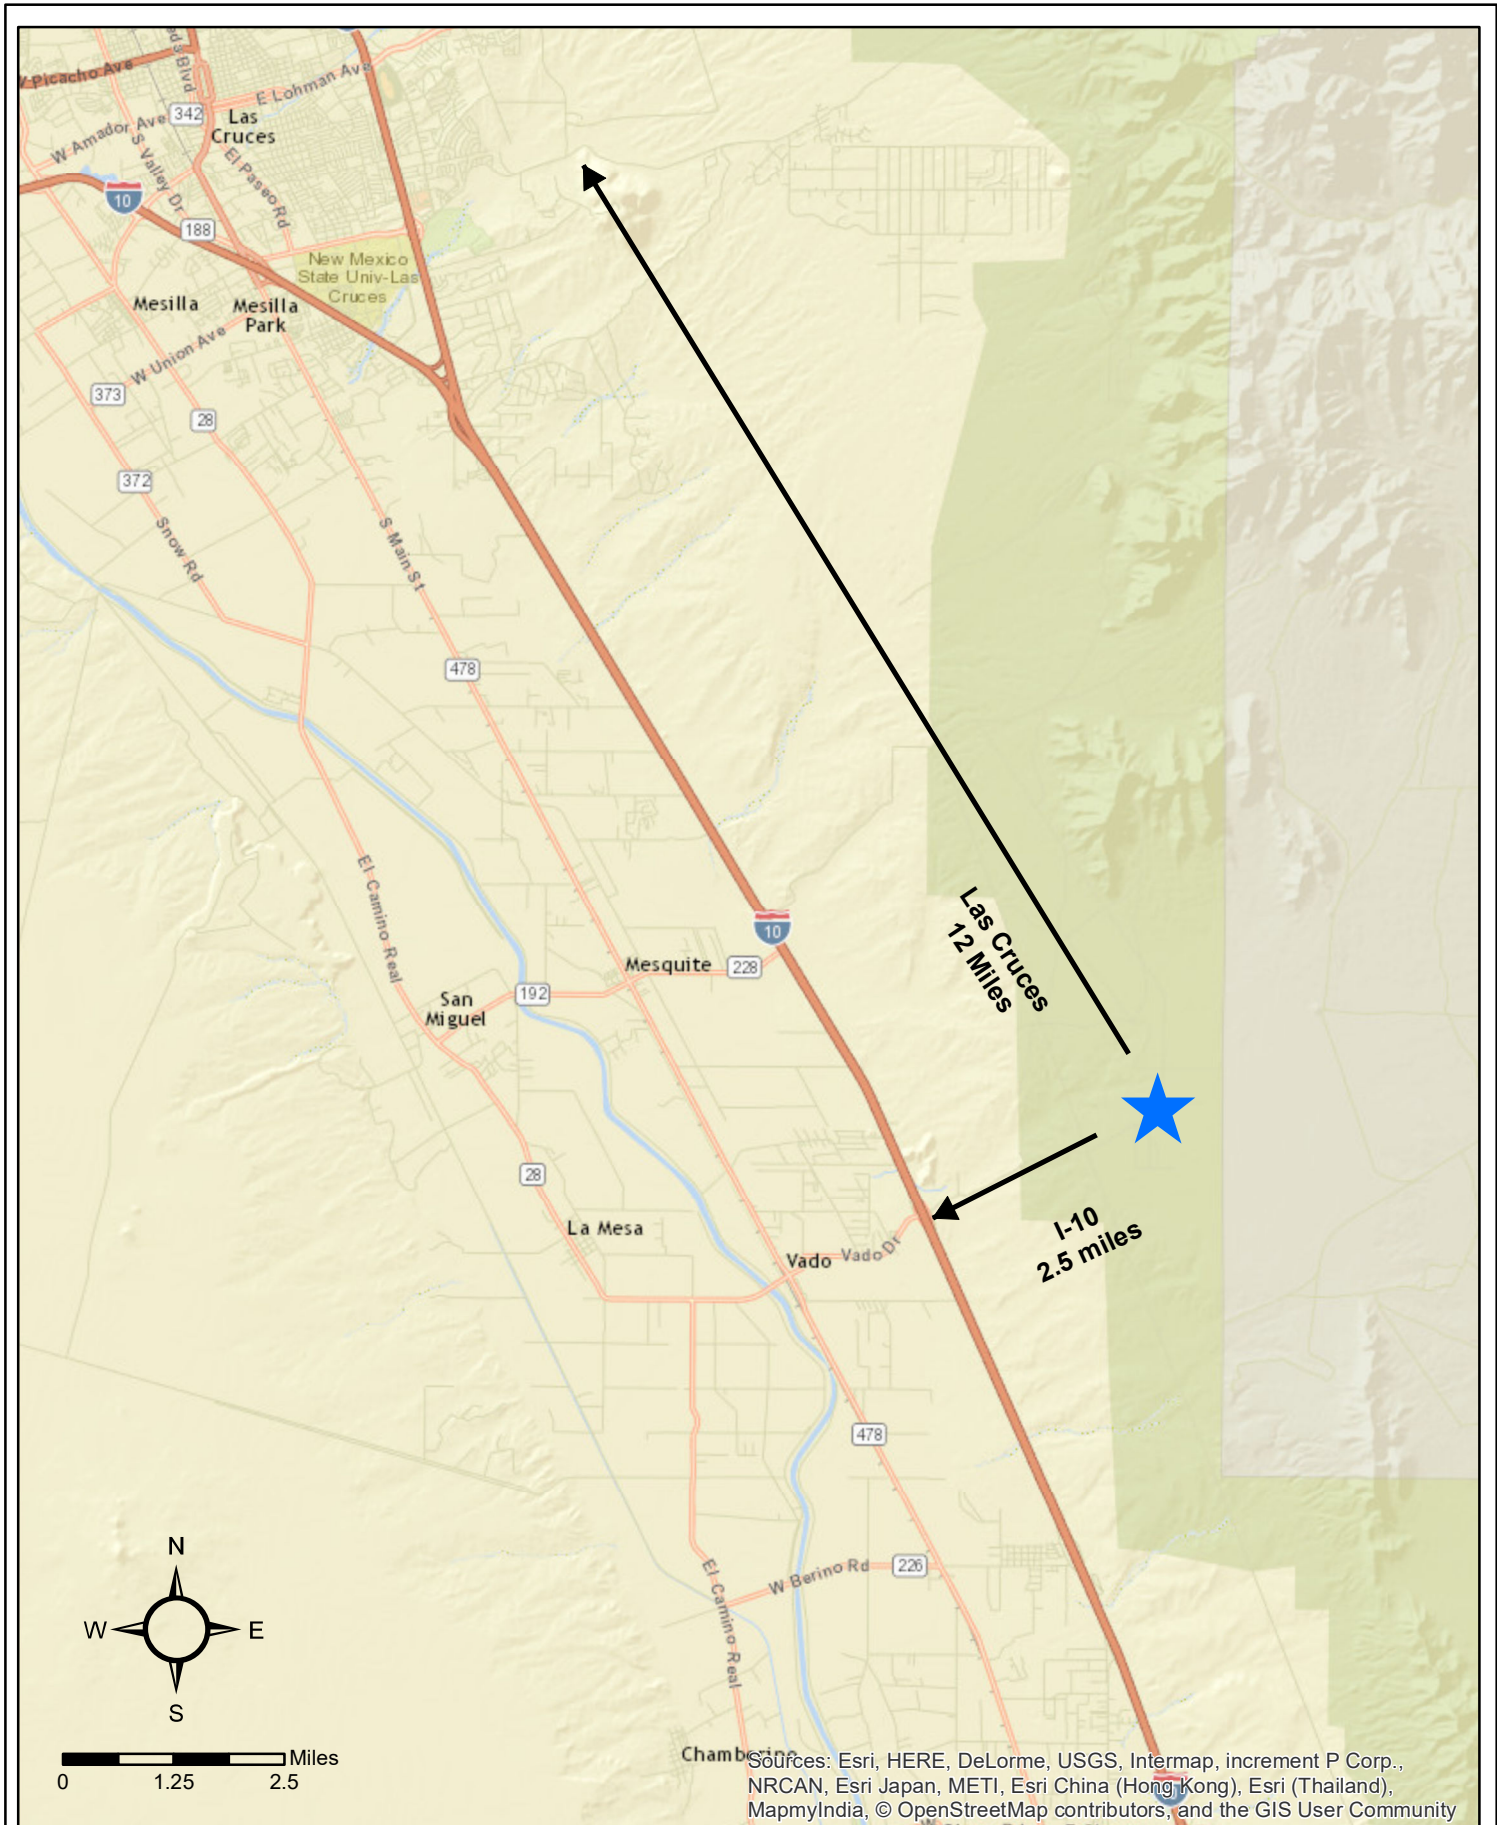 W Picacho Ave
eds Blvd
E Lohman Ave
342
Las
Cruces
W Amador Ave
S Valley Dr
El Paseo Rd
10
188
New Mexico
State Univ-Las
Cruces
Mesilla
Mesilla
Park
W Union Ave
373
28
372
Snow Rd
S Main St
478
El Camino Real
Las Cruces
12 Miles
10
Mesquite
228
192
San
Miguel
28
La Mesa
I-10
2.5 miles
Vado
Vado Dr
478
W Berino Rd
226
El Camino Real
N
W
E
S
Miles
0
1.25
2.5
Chamberino
Sources: Esri, HERE, DeLorme, USGS, Intermap, increment P Corp.,
NRCAN, Esri Japan, METI, Esri China (Hong Kong), Esri (Thailand),
MapmyIndia, © OpenStreetMap contributors, and the GIS User Community